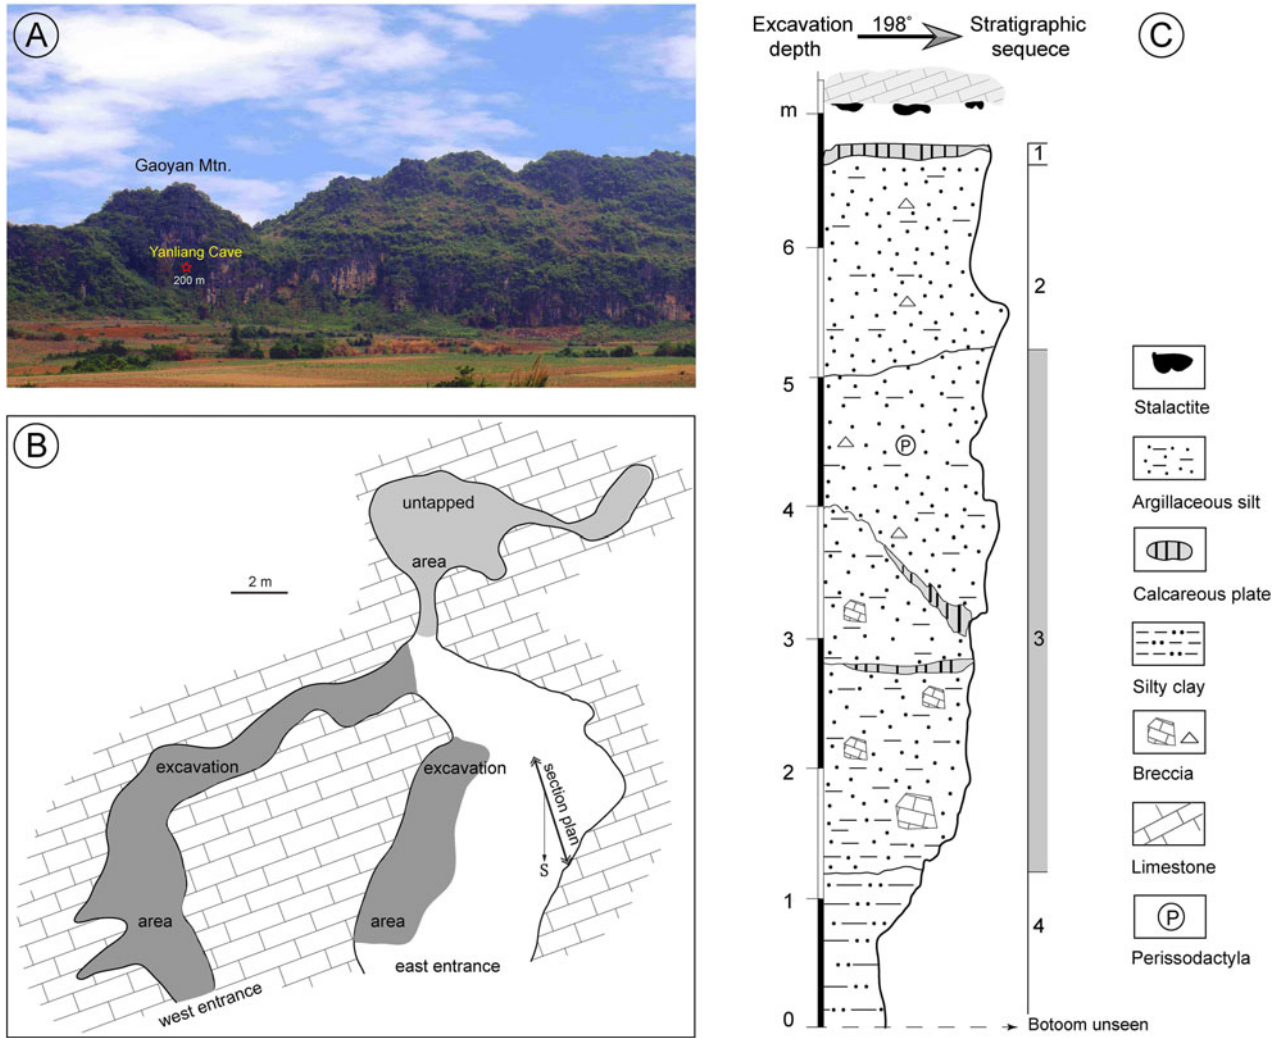 A
Gaoyan Mtn.
Yanliang Cave
200 m
B
untapped
area
2 m
excavation
area
west entrance
excavation
area
east entrance
section plan
S
Excavation
depth
198°
Stratigraphic
sequece
C
m
6
5
4
3
2
1
0
1
2
3
4
P
Botoom unseen
Stalactite
Argillaceous silt
Calcareous plate
Silty clay
Breccia
Limestone
P
Perissodactyla